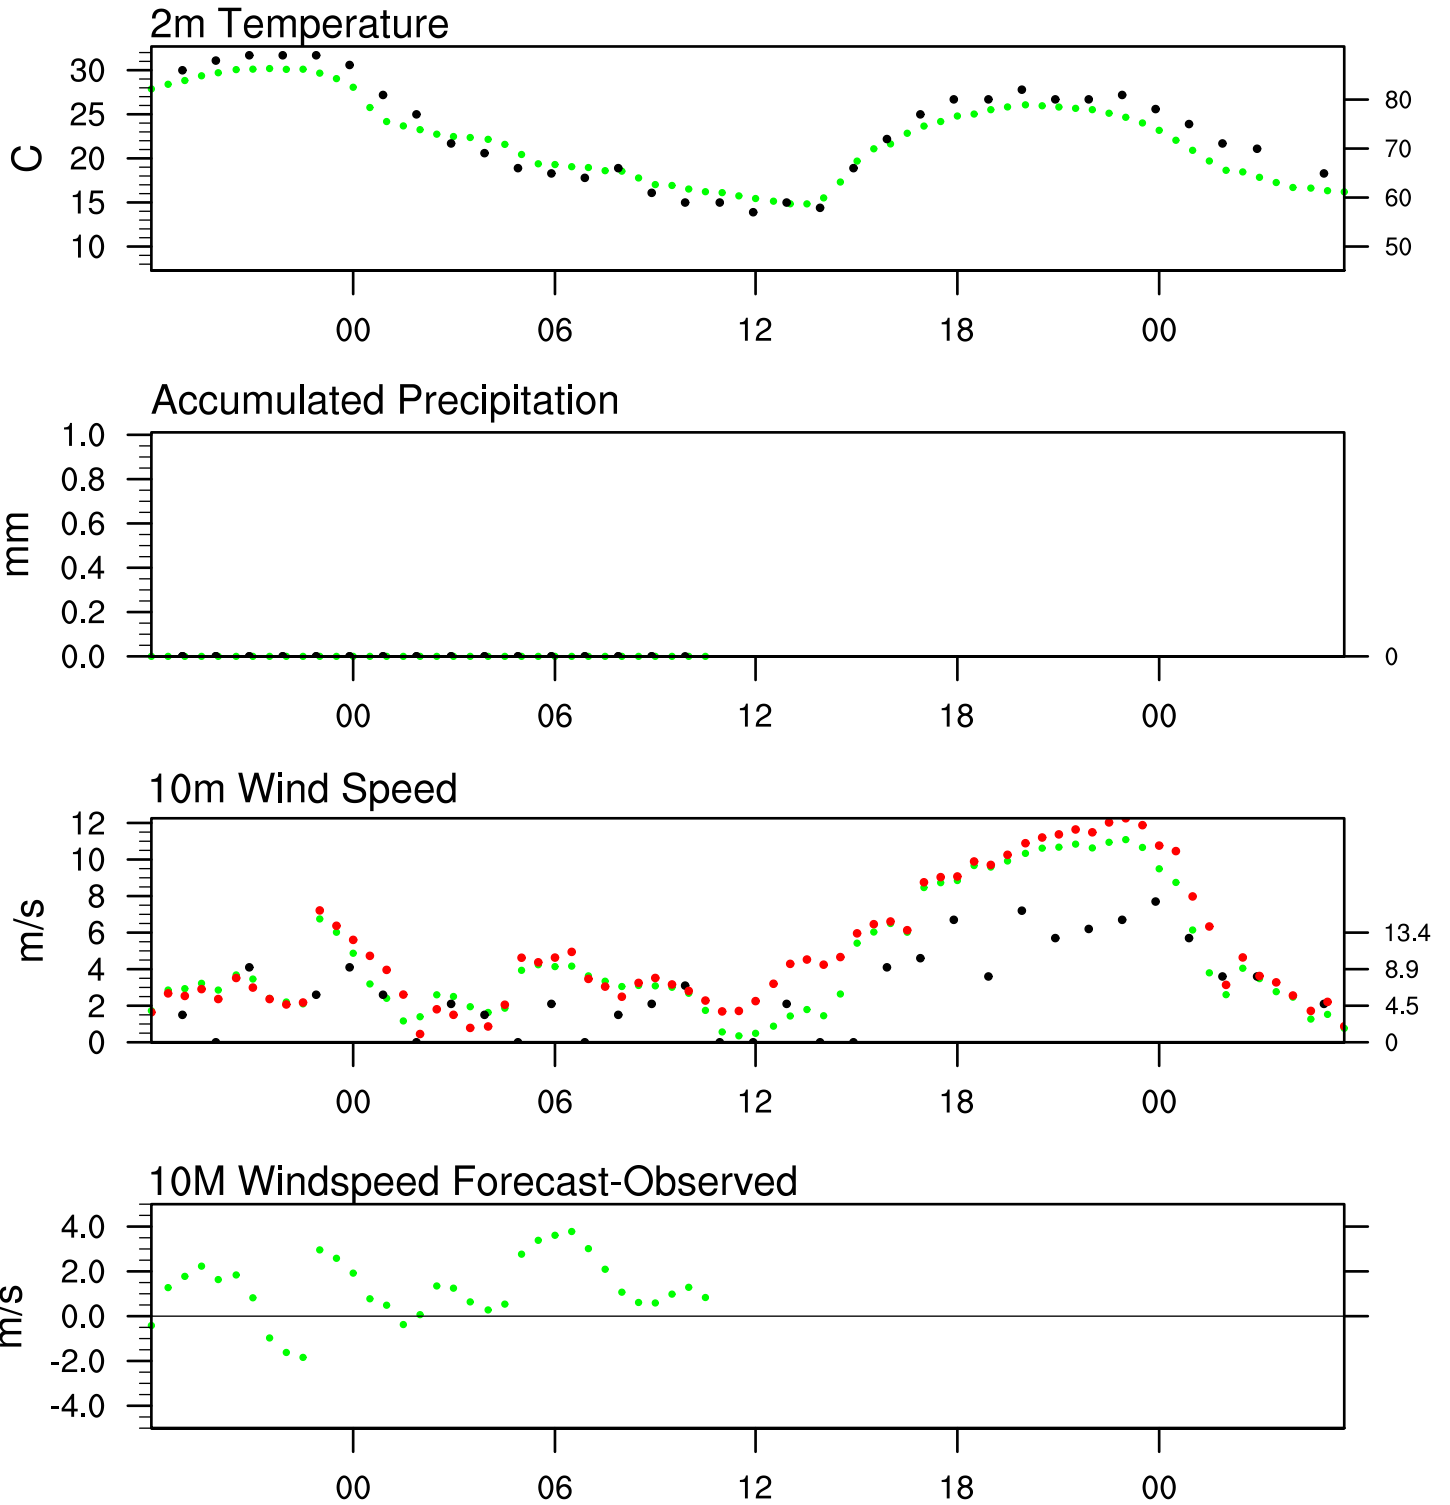 2m Temperature
C
30
25
20
15
10
80
70
60
50
00 06 12 18 00
Accumulated Precipitation
mm
1.0
0.8
0.6
0.4
0.2
0.0
0
00 06 12 18 00
10m Wind Speed
m/s
12
10
8
6
4
2
0
13.4
8.9
4.5
0
00 06 12 18 00
10M Windspeed Forecast-Observed
m/s
4.0
2.0
0.0
-2.0
-4.0
00 06 12 18 00